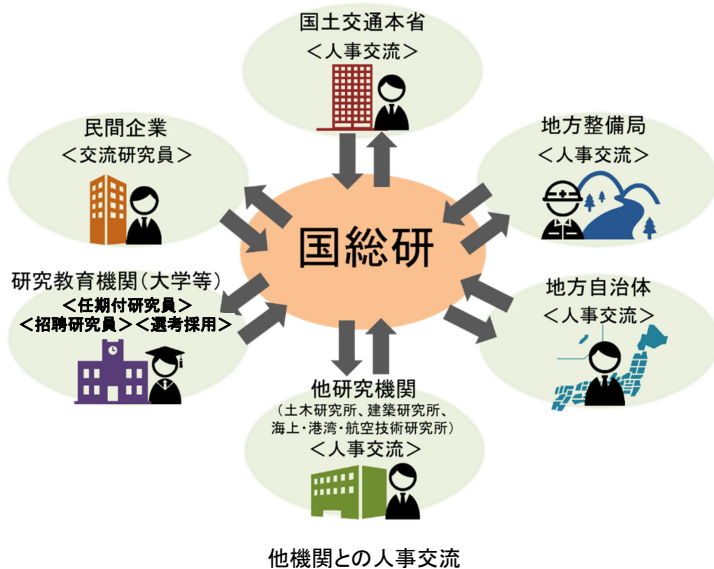 国土交通本省
＜人事交流＞
民間企業
＜交流研究員＞
地方整備局
＜人事交流＞
国総研
研究教育機関（大学等）
＜任期付研究員＞
＜招聘研究員＞＜選考採用＞
地方自治体
＜人事交流＞
他研究機関
（土木研究所、建築研究所、
海上・港湾・航空技術研究所）
＜人事交流＞
他機関との人事交流